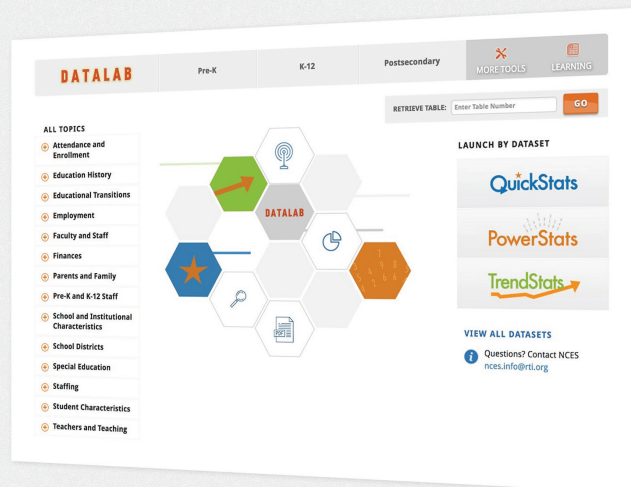 DATALAB
Pre-K
K-12
Postsecondary
MORE TOOLS
LEARNING
RETRIEVE TABLE:
Enter Table Number
GO
ALL TOPICS
Attendance and
Enrollment
Education History
Educational Transitions
Employment
Faculty and Staff
Finances
Parents and Family
Pre-K and K-12 Staff
School and Institutional
Characteristics
School Districts
Special Education
Staffing
Student Characteristics
Teachers and Teaching
DATALAB
PDF
LAUNCH BY DATASET
QuickStats
PowerStats
TrendStats
VIEW ALL DATASETS
Questions? Contact NCES
nces.info@rti.org